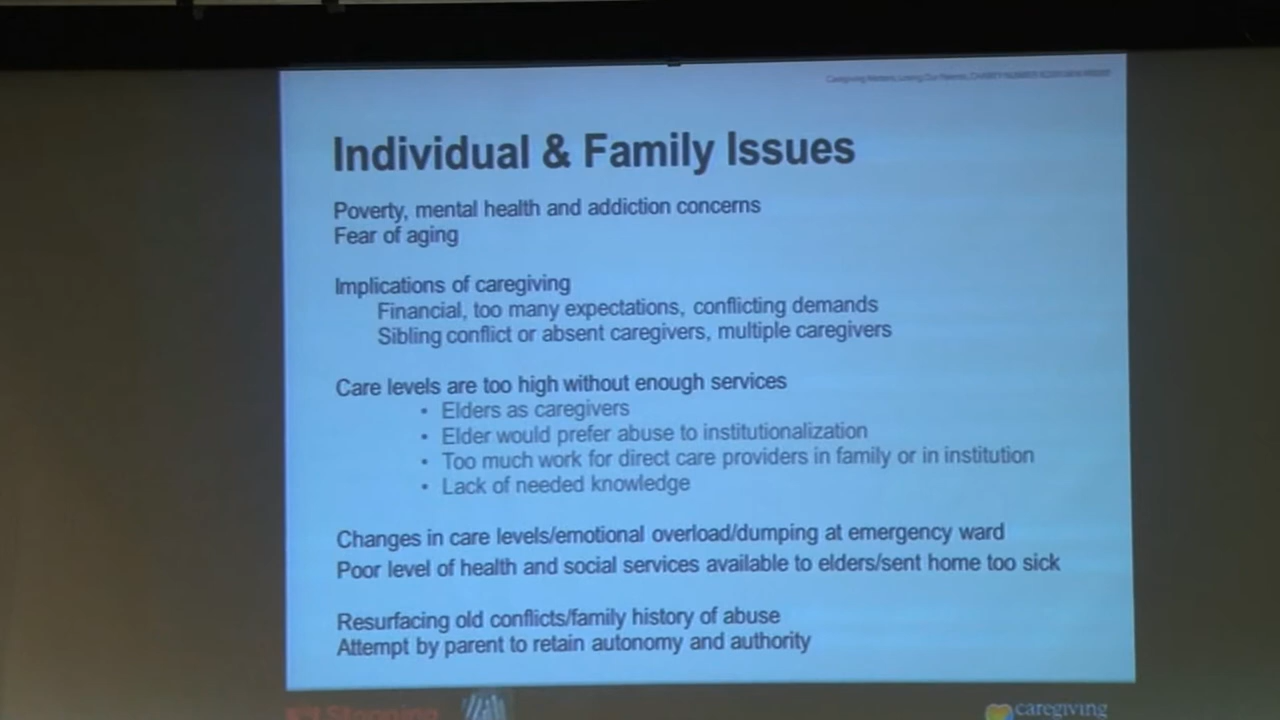 Individual & Family Issues
Poverty, mental health and addiction concerns
Fear of aging
Implications of caregiving
Financial, too many expectations, conflicting demands
Sibling conflict or absent caregivers, multiple caregivers
Care levels are too high without enough services
• Elders as caregivers
• Elder would prefer abuse to institutionalization
• Too much work for direct care providers in family or in institution
• Lack of needed knowledge
Changes in care levels/emotional overload/dumping at emergency ward
Poor level of health and social services available to elders/sent home too sick
Resurfacing old conflicts/family history of abuse
Attempt by parent to retain autonomy and authority
caregiving